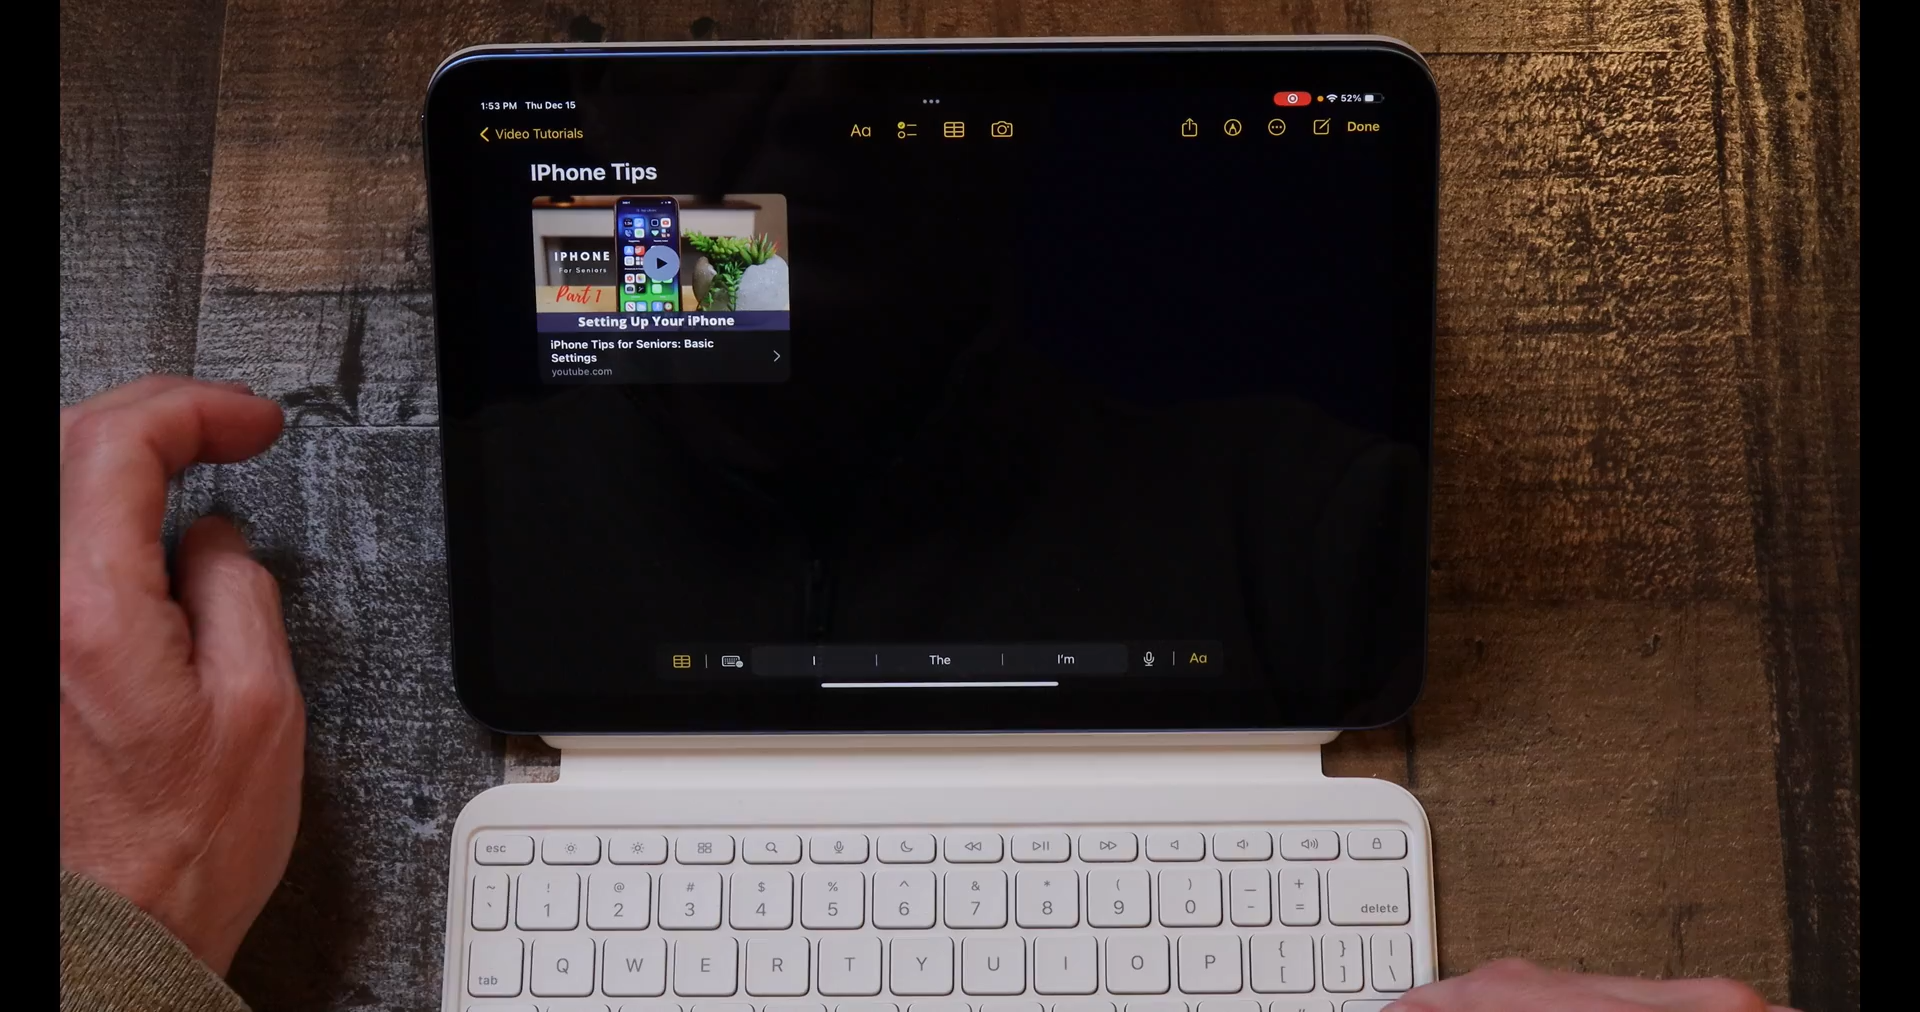 1:53 PM Thu Dec 15
52%
Video Tutorials
Aa
Done
IPhone Tips
IPHONE
For Seniors
Part 1
Setting Up Your iPhone
iPhone Tips for Seniors: Basic
Settings
youtube.com
I
The
I'm
Aa
esc
~ ! @ # $ % ^ & * ( ) _ +
` 1 2 3 4 5 6 7 8 9 0 - = delete
{ } |
tab Q W E R T Y U I O P [ ] \